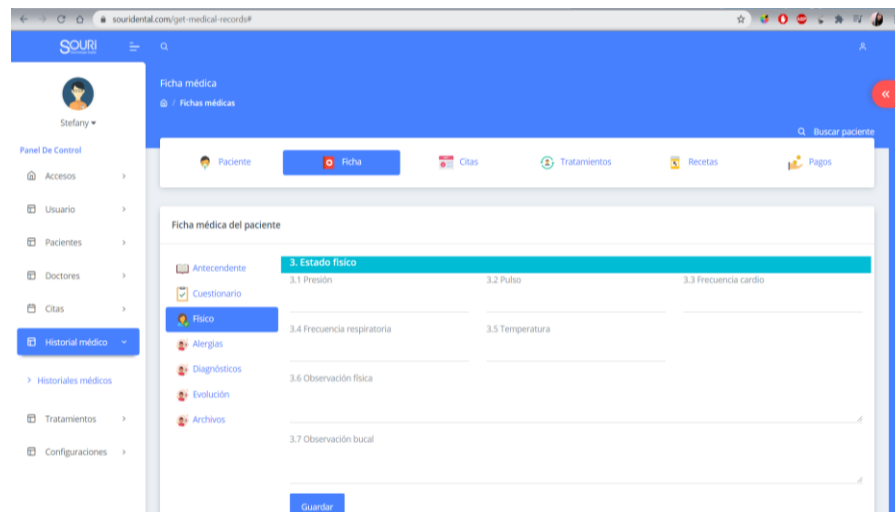 souridental.com/get-medical-records#
SOURI
Ficha médica
/ Fichas médicas
Stefany
Buscar paciente
Panel De Control
Accesos
Usuario
Pacientes
Doctores
Citas
Historial médico
> Historiales médicos
Tratamientos
Configuraciones
Paciente Ficha Citas Tratamientos Recetas Pagos
Ficha médica del paciente
Antecendente
Cuestionario
Físico
Alergias
Diagnósticos
Evolución
Archivos
3. Estado físico
3.1 Presión 3.2 Pulso 3.3 Frecuencia cardio
3.4 Frecuencia respiratoria 3.5 Temperatura
3.6 Observación física
3.7 Observación bucal
Guardar